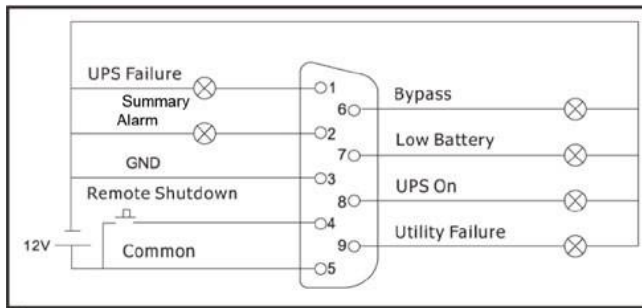 UPS Failure
1
Summary
Alarm
2
GND
3
Remote Shutdown
4
12V
Common
5
6
Bypass
7
Low Battery
8
UPS On
9
Utility Failure